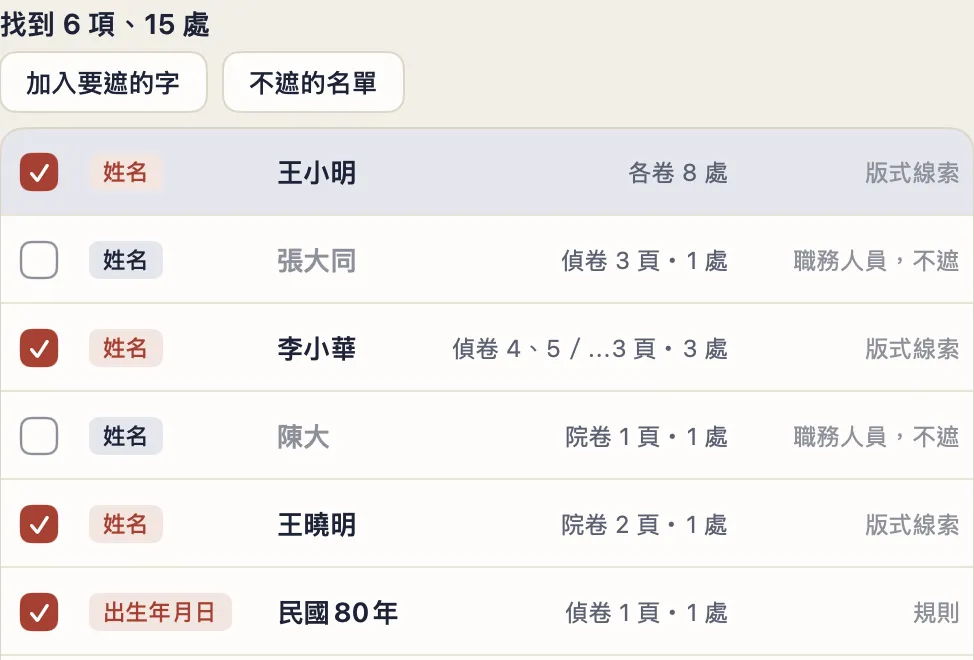 找到 6 項、15 處
加入要遮的字 不遮的名單
姓名 王小明 各卷 8 處 版式線索
姓名 張大同 偵卷 3 頁・1 處 職務人員，不遮
姓名 李小華 偵卷 4、5 / ...3 頁・3 處 版式線索
姓名 陳大 院卷 1 頁・1 處 職務人員，不遮
姓名 王曉明 院卷 2 頁・1 處 版式線索
出生年月日 民國80年 偵卷 1 頁・1 處 規則